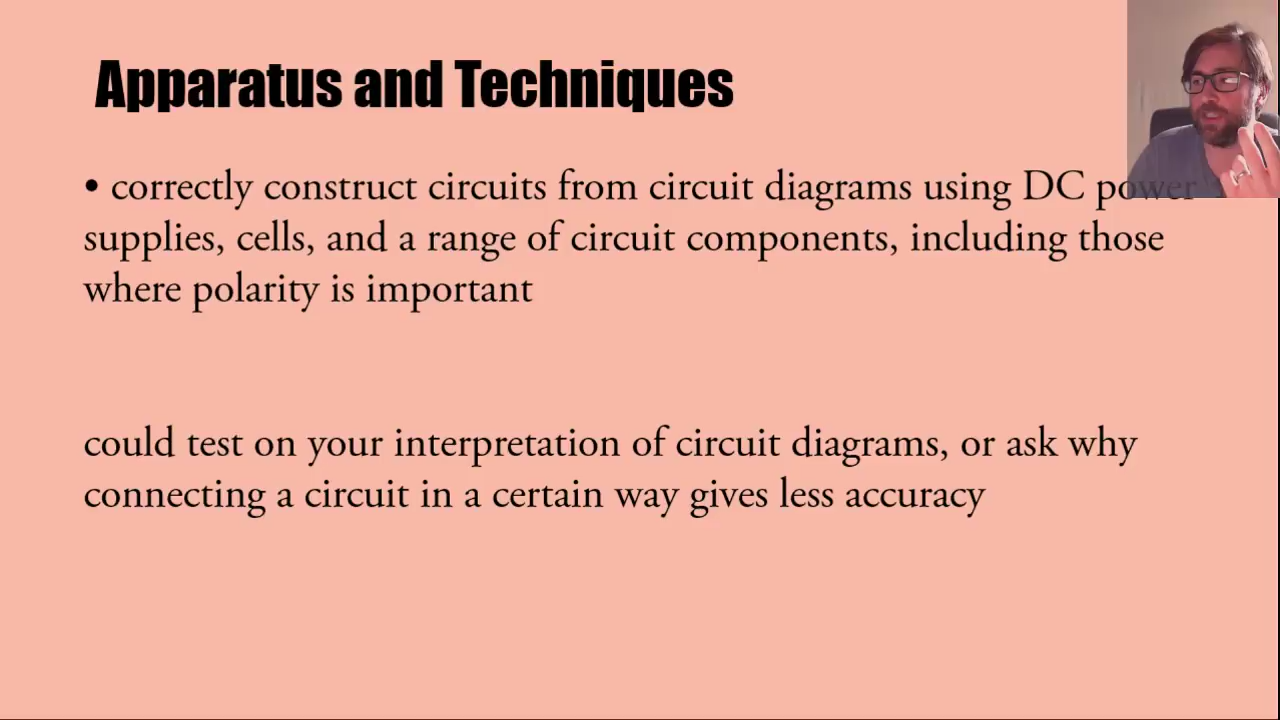 Apparatus and Techniques
• correctly construct circuits from circuit diagrams using DC power
supplies, cells, and a range of circuit components, including those
where polarity is important
could test on your interpretation of circuit diagrams, or ask why
connecting a circuit in a certain way gives less accuracy